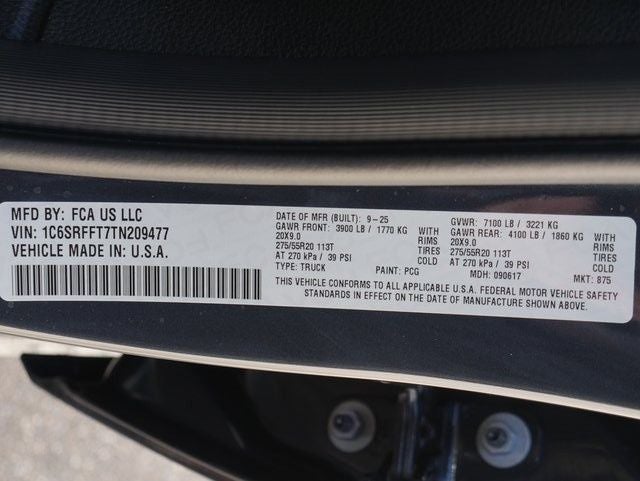 MFD BY: FCA US LLC
VIN: 1C6SRFFT7TN209477
VEHICLE MADE IN U.S.A.
DATE OF MFR (BUILT): 9-25
GAWR FRONT: 3900 LB / 1770 KG WITH
20X9.0 RIMS
275/55R20 113T TIRES
AT 270 kPa / 39 PSI COLD
TYPE: TRUCK PAINT: PCG
GVWR: 7100 LB / 3221 KG
GAWR REAR: 4100 LB / 1860 KG WITH
20X9.0 RIMS
275/55R20 113T TIRES
AT 270 kPa / 39 PSI COLD
MDH: 090617 MKT: 875
THIS VEHICLE CONFORMS TO ALL APPLICABLE U.S.A. FEDERAL MOTOR VEHICLE SAFETY
STANDARDS IN EFFECT ON THE DATE OF MANUFACTURE SHOWN ABOVE.